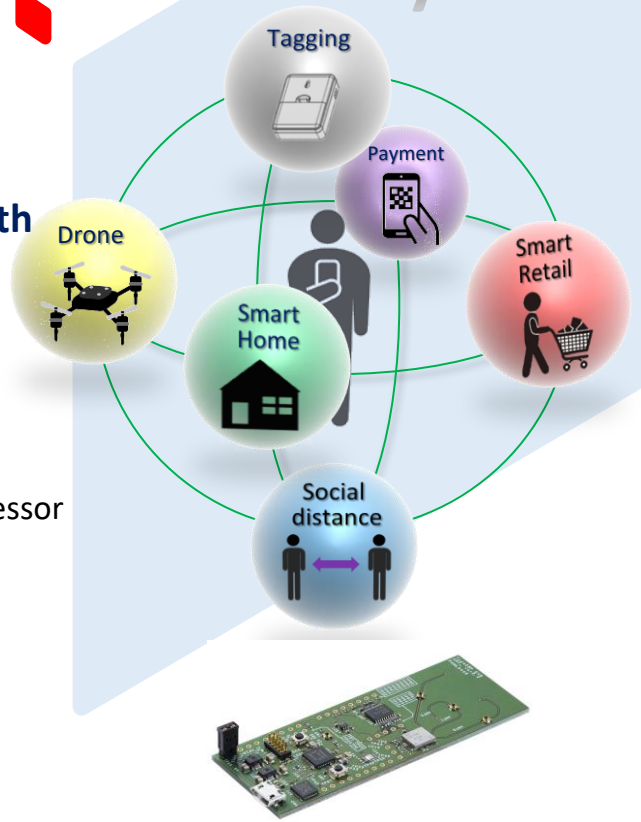 Tagging
Payment
th
Drone
Smart
Retail
Smart
Home
essor
Social
distance